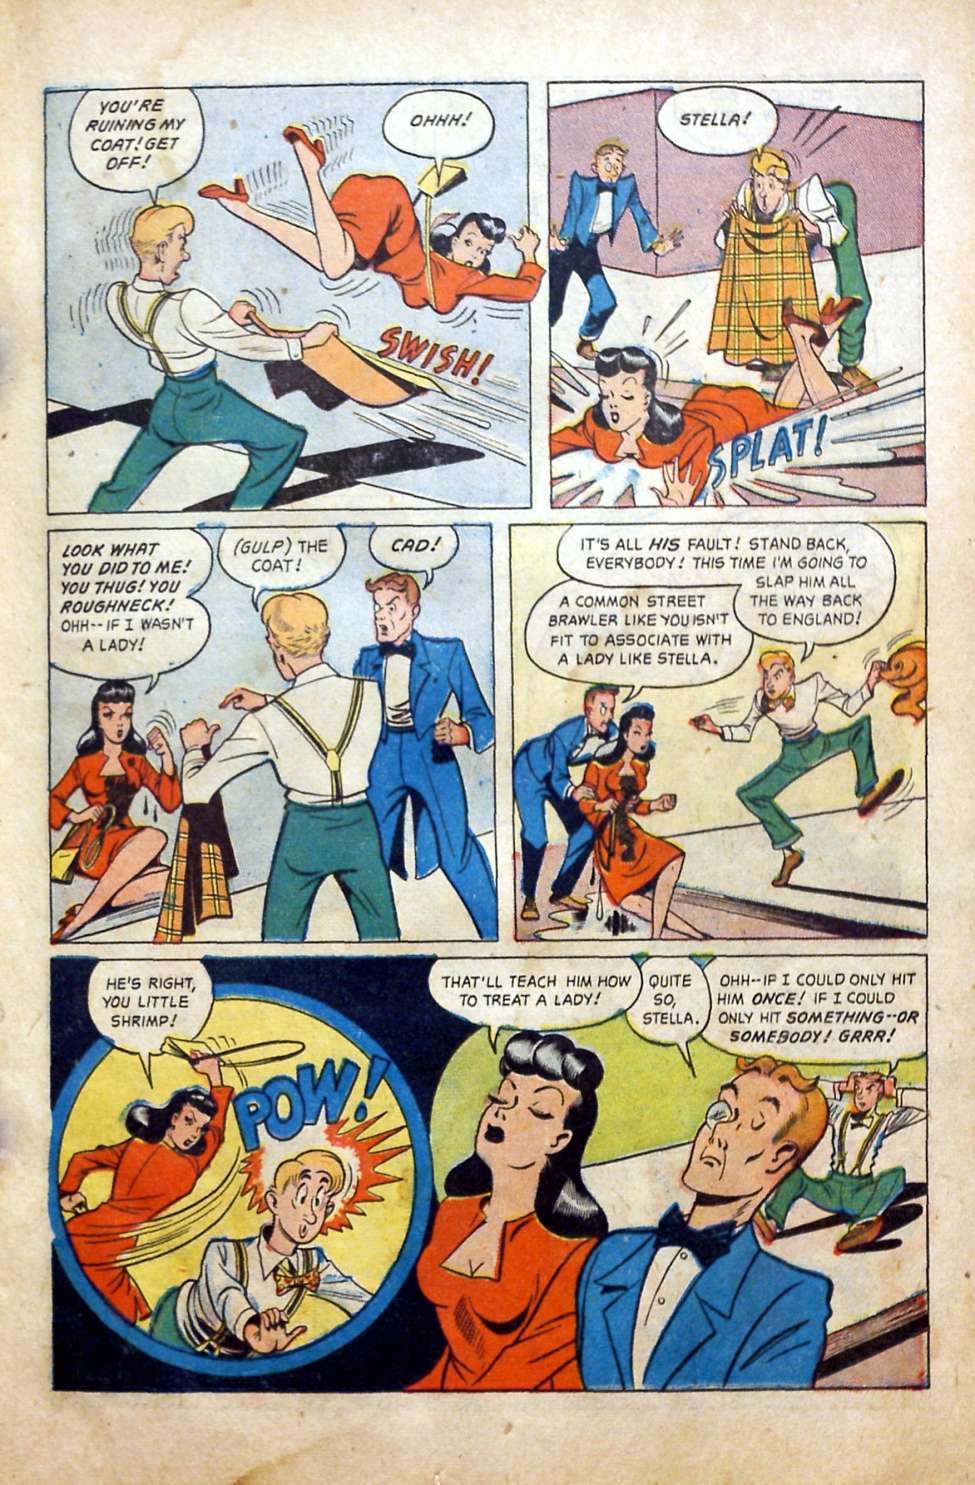 YOU'RE
RUINING MY
COAT! GET
OFF!
OHHH!
SWISH!
STELLA!
SPLAT!
LOOK WHAT
YOU DID TO ME!
YOU THUG! YOU
ROUGHNECK!
OHH--IF I WASN'T
A LADY!
(GULP) THE
COAT!
CAD!
IT'S ALL HIS FAULT! STAND BACK,
EVERYBODY! THIS TIME I'M GOING TO
SLAP HIM ALL
THE WAY BACK
TO ENGLAND!
A COMMON STREET
BRAWLER LIKE YOU ISN'T
FIT TO ASSOCIATE WITH
A LADY LIKE STELLA.
HE'S RIGHT,
YOU LITTLE
SHRIMP!
POW!
THAT'LL TEACH HIM HOW
TO TREAT A LADY!
QUITE
SO,
STELLA.
OHH--IF I COULD ONLY HIT
HIM ONCE! IF I COULD
ONLY HIT SOMETHING--OR
SOMEBODY! GRRR!